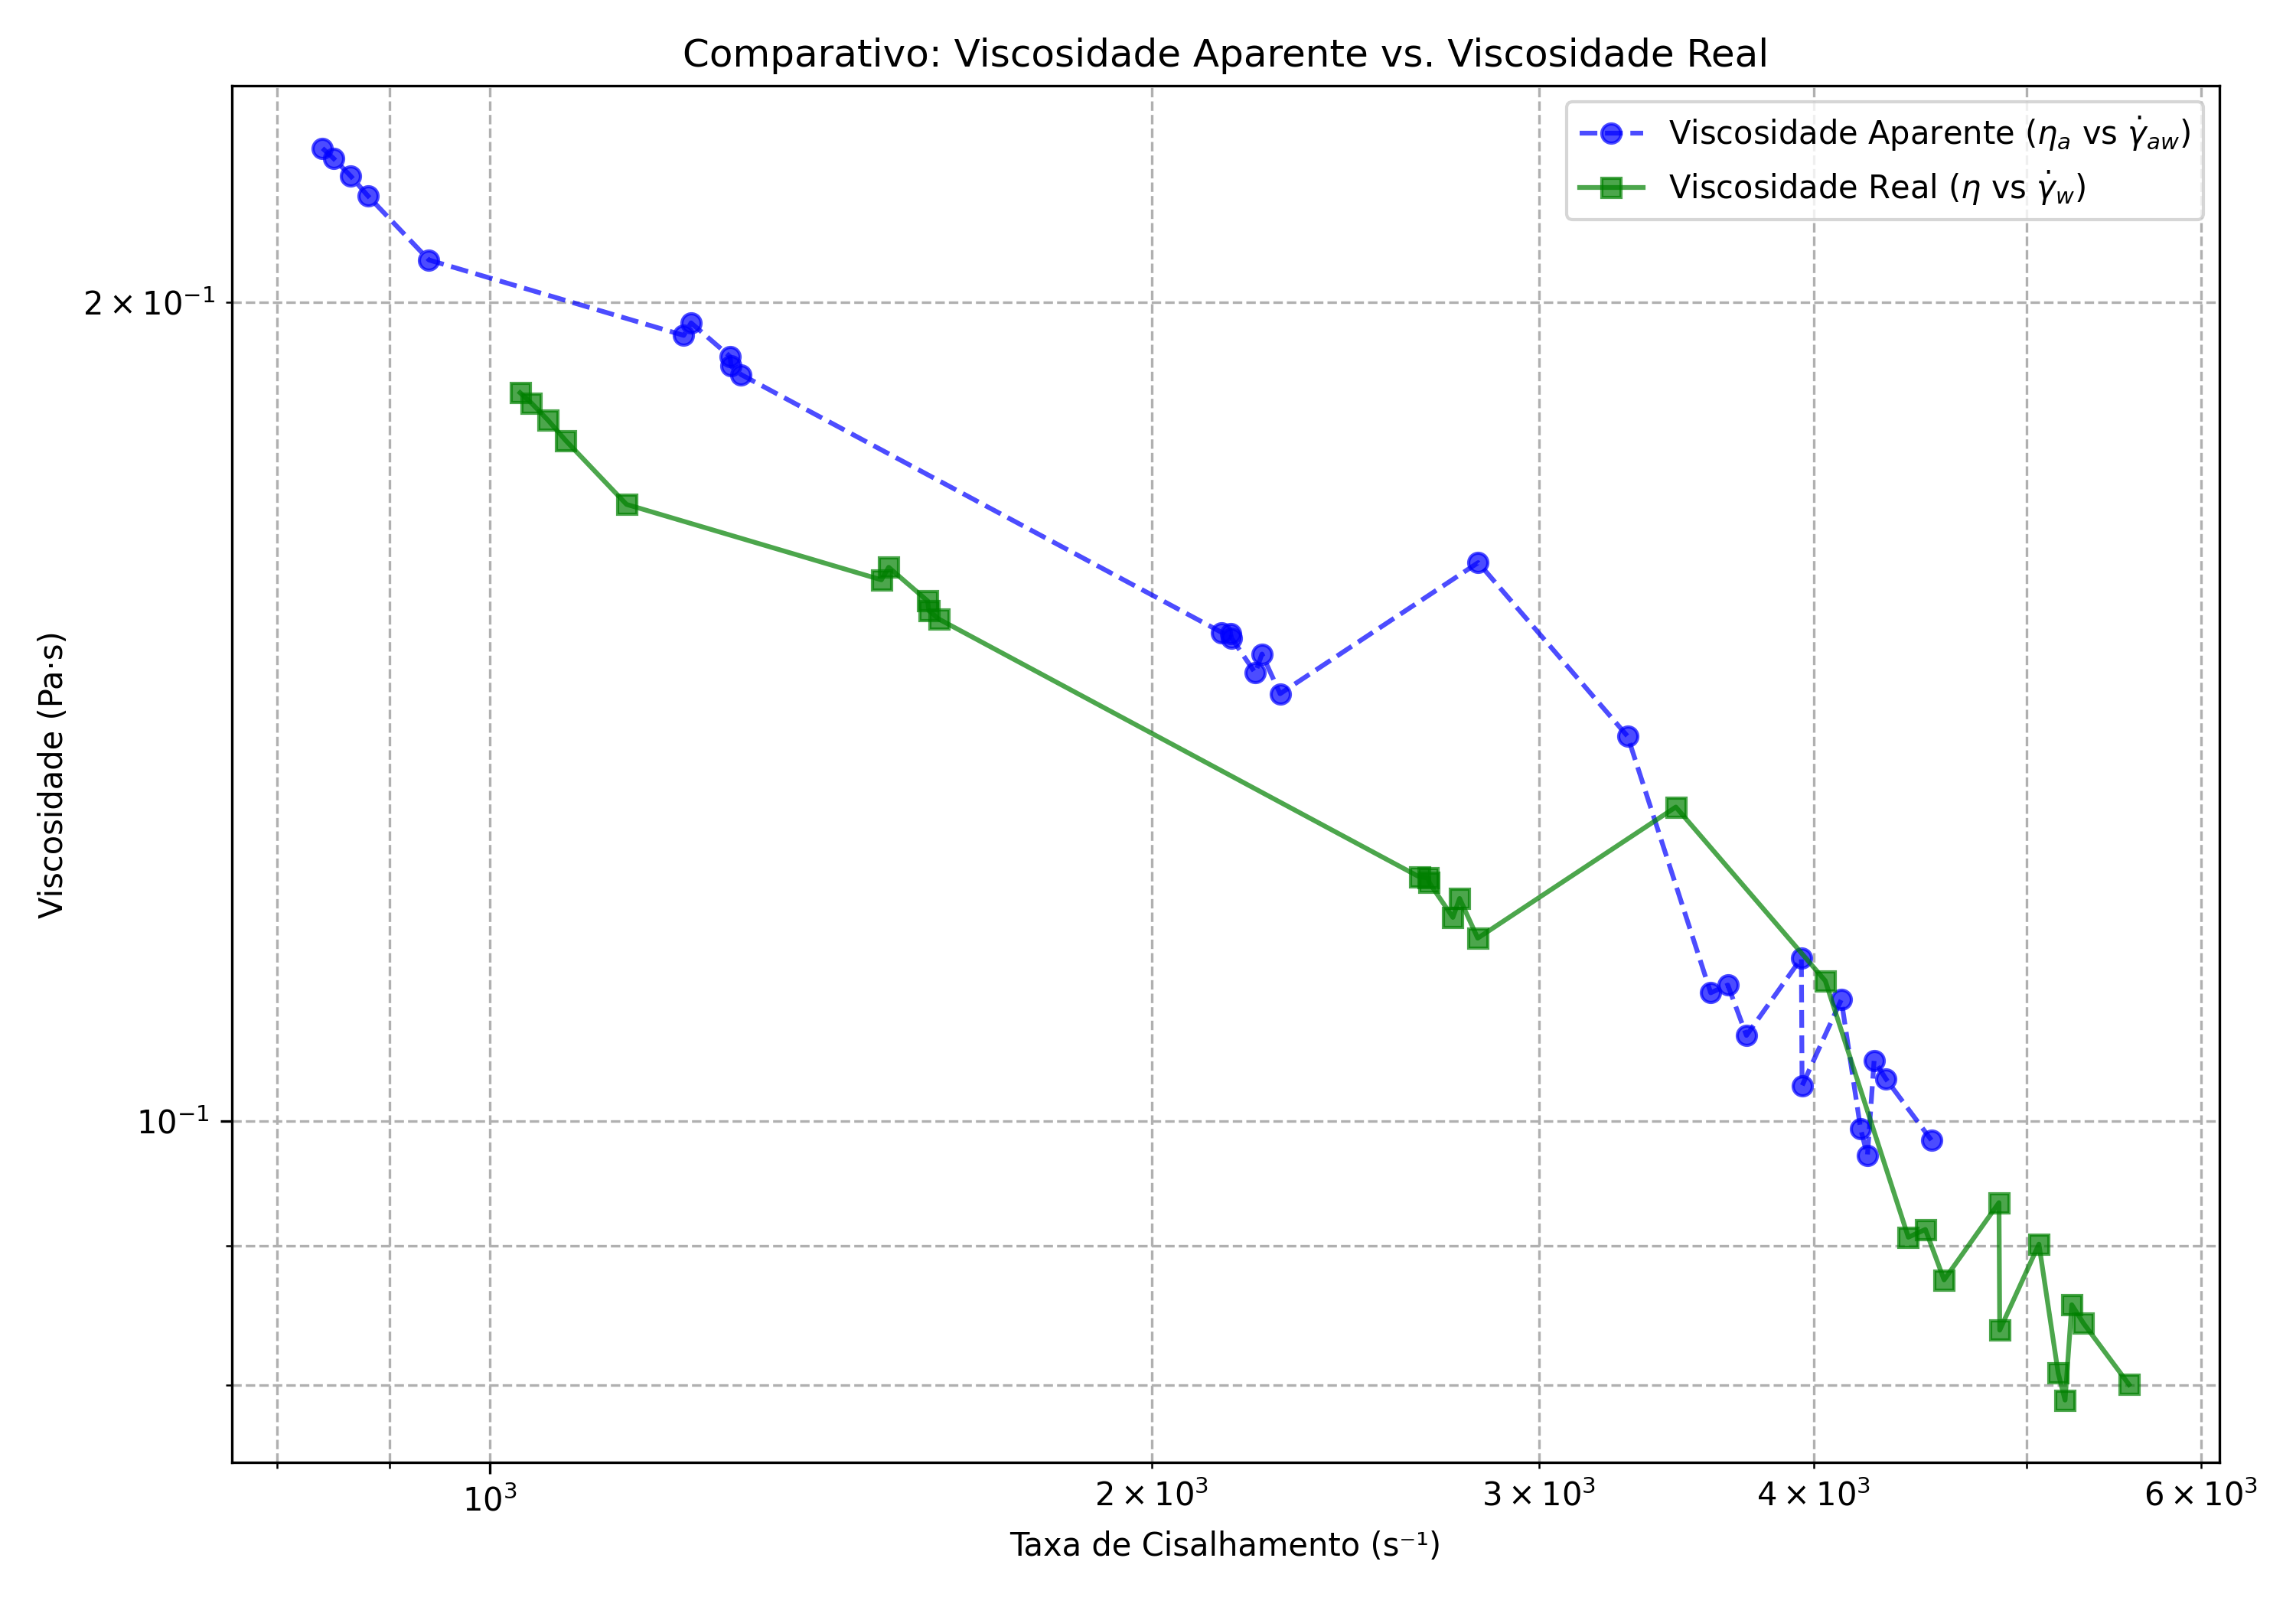 Comparativo: Viscosidade Aparente vs. Viscosidade Real
Viscosidade Aparente (ηₐ vs γ̇ₐw)
Viscosidade Real (η vs γ̇w)
2 × 10⁻¹
10⁻¹
Viscosidade (Pa·s)
10³
2 × 10³
3 × 10³
4 × 10³
6 × 10³
Taxa de Cisalhamento (s⁻¹)